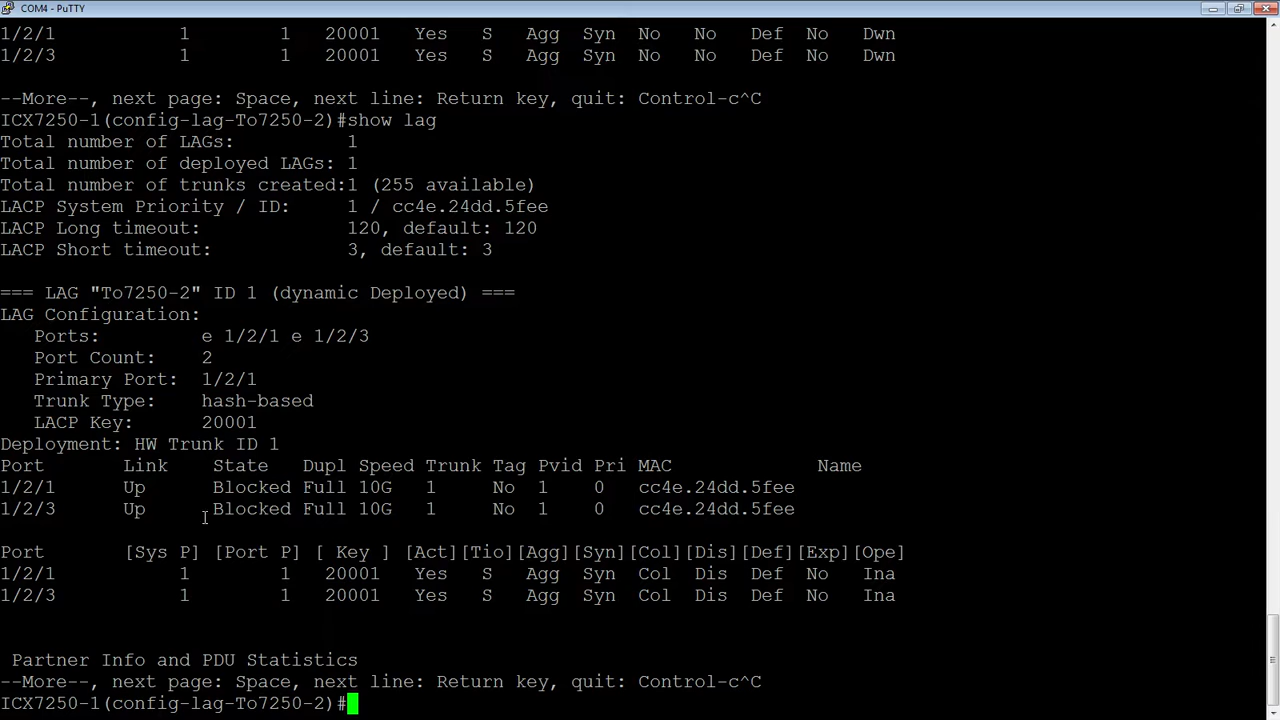 COM4 - PuTTY
1/2/1           1        1   20001   Yes   S   Agg  Syn  No   No   Def  No   Dwn
1/2/3           1        1   20001   Yes   S   Agg  Syn  No   No   Def  No   Dwn
--More--, next page: Space, next line: Return key, quit: Control-c^C
ICX7250-1(config-lag-To7250-2)#show lag
Total number of LAGs:          1
Total number of deployed LAGs: 1
Total number of trunks created:1 (255 available)
LACP System Priority / ID:     1 / cc4e.24dd.5fee
LACP Long timeout:             120, default: 120
LACP Short timeout:            3, default: 3
=== LAG "To7250-2" ID 1 (dynamic Deployed) ===
LAG Configuration:
   Ports:         e 1/2/1 e 1/2/3
   Port Count:    2
   Primary Port:  1/2/1
   Trunk Type:    hash-based
   LACP Key:      20001
Deployment: HW Trunk ID 1
Port       Link    State   Dupl Speed Trunk Tag Pvid Pri MAC             Name
1/2/1      Up      Blocked Full 10G   1     No  1    0   cc4e.24dd.5fee
1/2/3      Up      Blocked Full 10G   1     No  1    0   cc4e.24dd.5fee
Port       [Sys P] [Port P] [ Key ] [Act][Tio][Agg][Syn][Col][Dis][Def][Exp][Ope]
1/2/1           1        1   20001   Yes   S   Agg  Syn  Col  Dis  Def  No   Ina
1/2/3           1        1   20001   Yes   S   Agg  Syn  Col  Dis  Def  No   Ina
 Partner Info and PDU Statistics
--More--, next page: Space, next line: Return key, quit: Control-c^C
ICX7250-1(config-lag-To7250-2)#